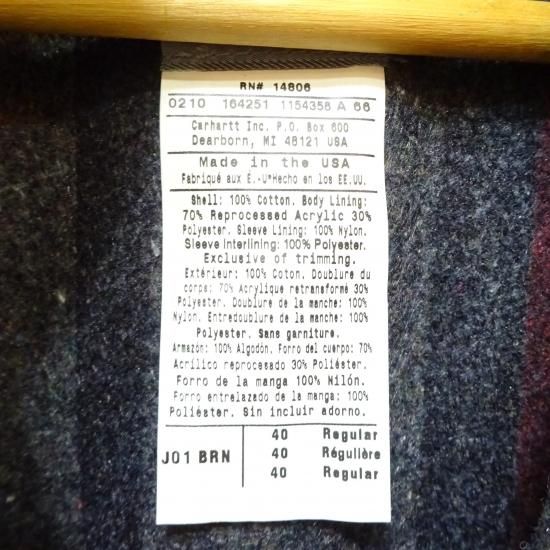 RN# 14806
0210 164251 1154358 A 66
Carhartt Inc. P.O. Box 600
Dearborn, MI 48121 USA
Made in the USA
Fabriqué aux É.-UᵉHecho en los EE.UU.
Shell: 100% Cotton. Body Lining:
70% Reprocessed Acrylic 30%
Polyester. Sleeve Lining: 100% Nylon.
Sleeve Interlining: 100% Polyester.
Exclusive of trimming.
Extérieur: 100% Coton. Doublure du
corps: 70% Acrylique retransformé 30%
Polyester. Doublure de la manche: 100%
Nylon. Entredoublure de la manche: 100%
Polyester. Sans garniture.
Armazón: 100% Algodón. Forro del cuerpo: 70%
Acrílico reprocesado 30% Poliéster.
Forro de la manga 100% Nilón.
Forro entrelazado de la manga: 100%
Poliéster. Sin incluir adorno.
40 Regular
J01 BRN 40 Régulière
40 Regular